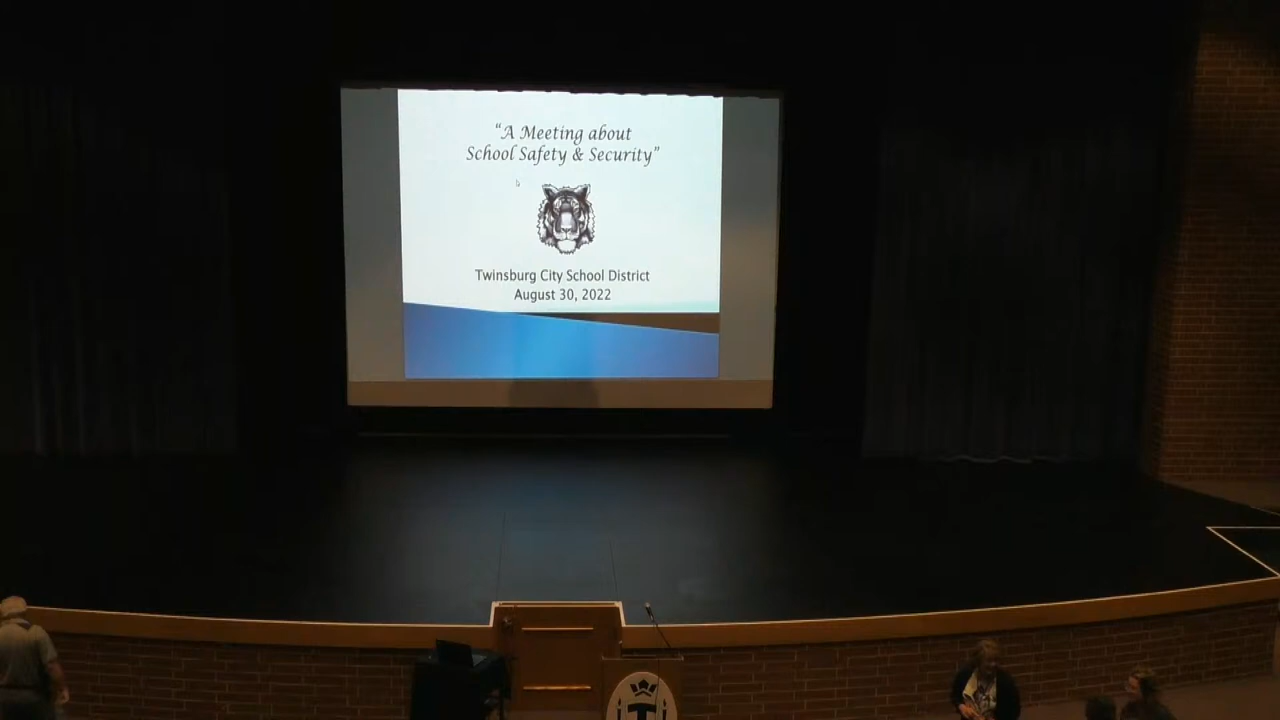 “A Meeting about
School Safety & Security”
Twinsburg City School District
August 30, 2022
T